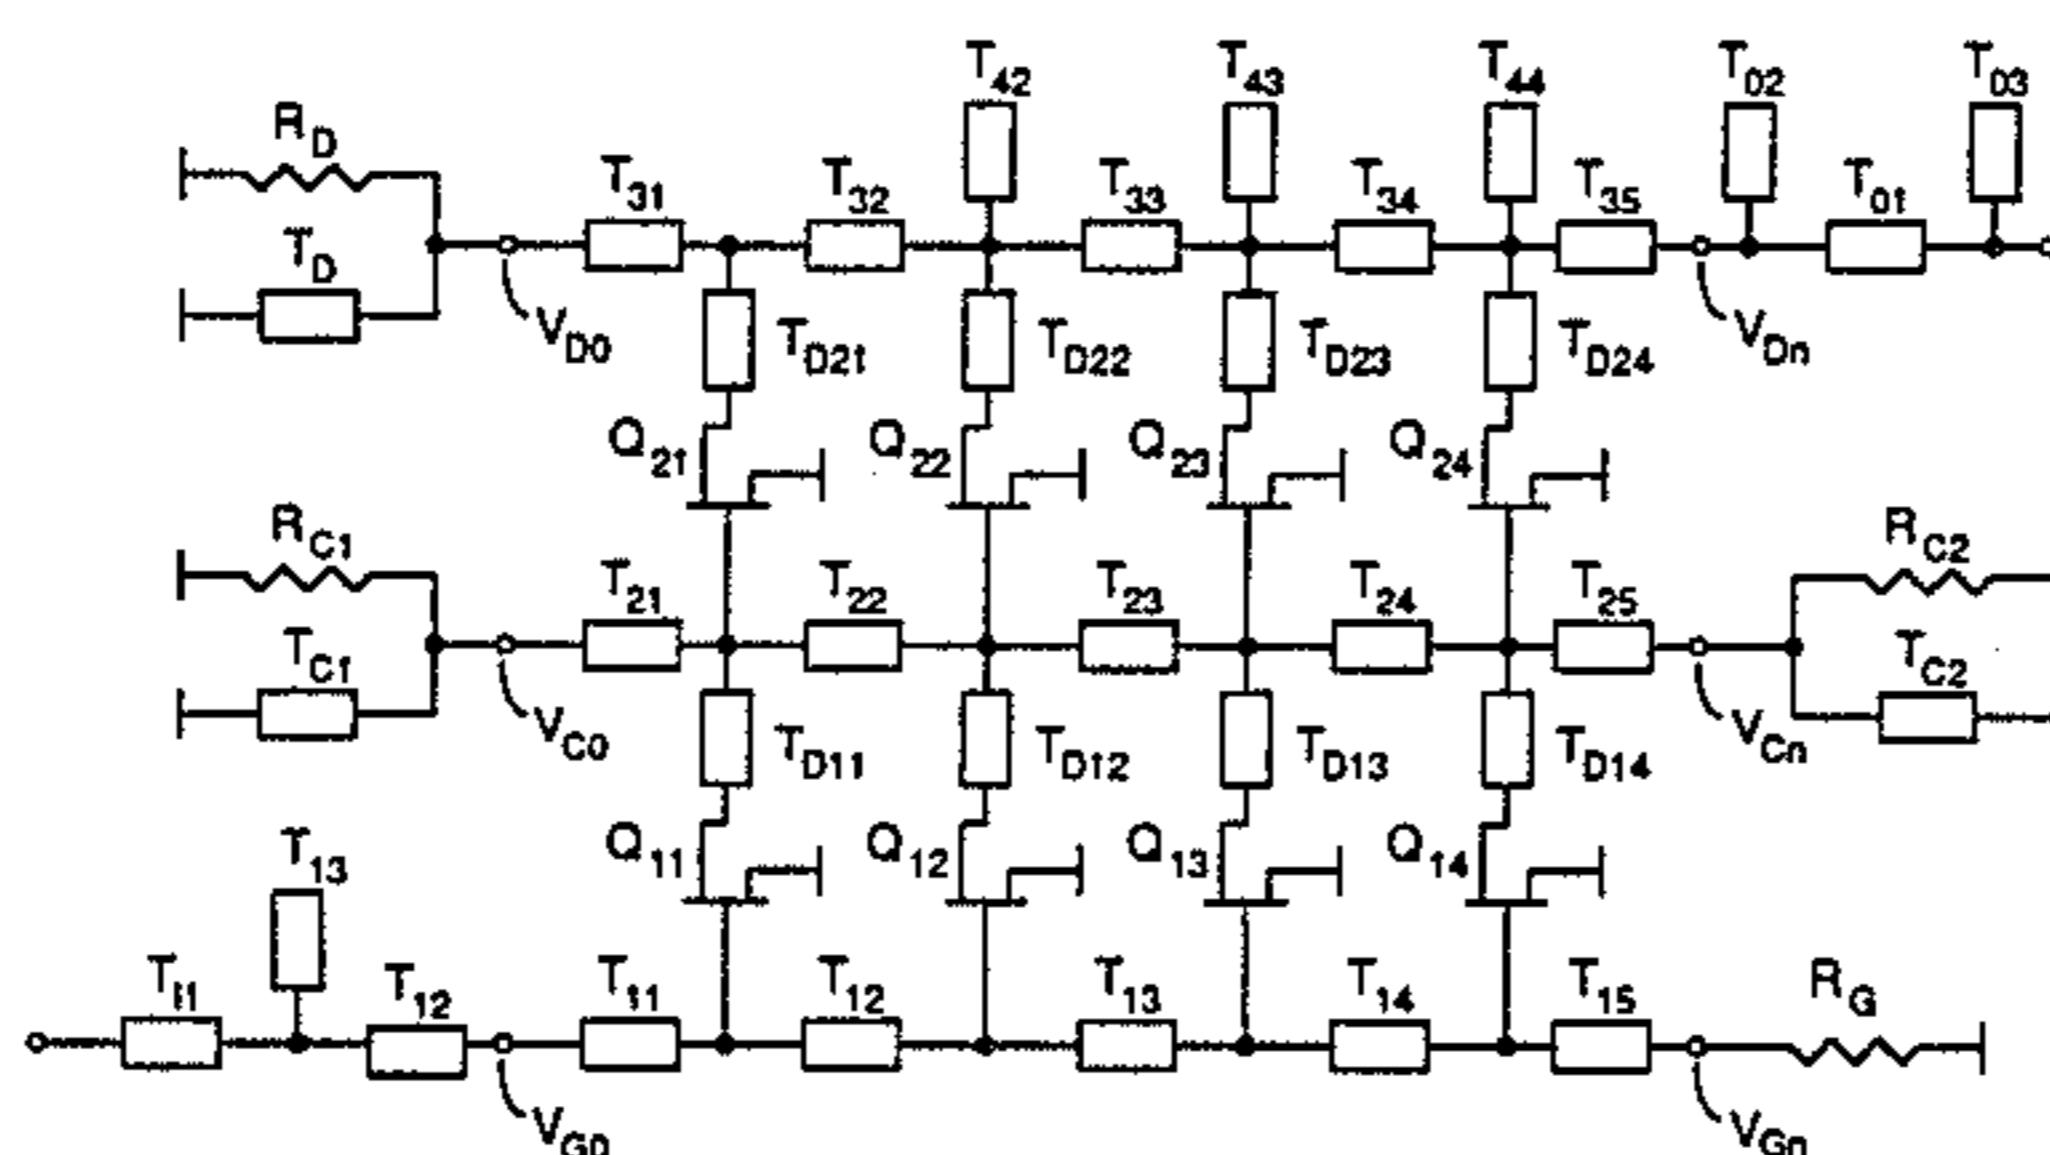 T42 T43 T44 T02 T03
RD
T31 T32 T33 T34 T35 T01
TD
VD0 TD21 TD22 TD23 TD24 VDn
Q21 Q22 Q23 Q24
RC1 RC2
T21 T22 T23 T24 T25
TC1 TC2
VC0 TD11 TD12 TD13 TD14 VCn
Q11 Q12 Q13 Q14
T13
TI1 T12 T11 T12 T13 T14 T15 RG
VG0 VGn